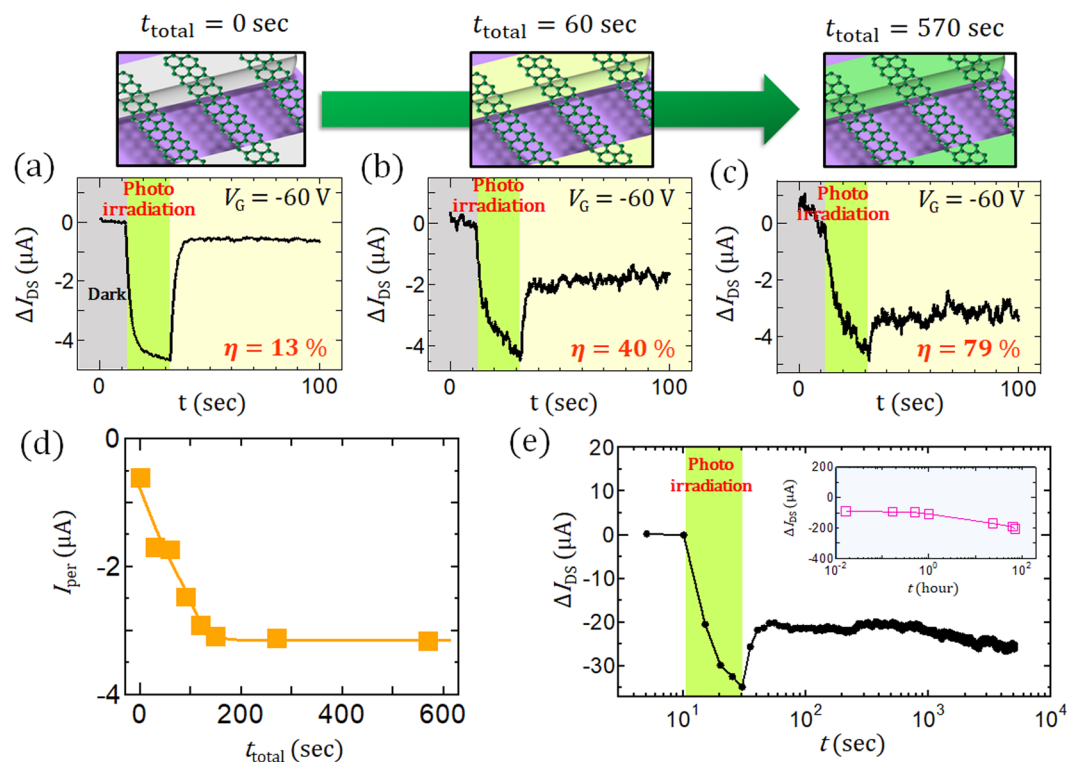 t_total = 0 sec
t_total = 60 sec
t_total = 570 sec
(a)
Photo
irradiation
V_G = -60 V
Dark
η = 13 %
0
-2
-4
ΔI_DS (μA)
0
100
t (sec)
(b)
Photo
irradiation
V_G = -60 V
η = 40 %
0
-2
-4
ΔI_DS (μA)
0
100
t (sec)
(c)
Photo
irradiation
V_G = -60 V
η = 79 %
0
-2
-4
ΔI_DS (μA)
0
100
t (sec)
(d)
0
-2
-4
I_per (μA)
0
200
400
600
t_total (sec)
(e)
20
10
0
-10
-20
-30
ΔI_DS (μA)
Photo
irradiation
10^1
10^2
10^3
10^4
t (sec)
200
0
-200
-400
ΔI_DS (μA)
10^-2
10^0
10^2
t (hour)